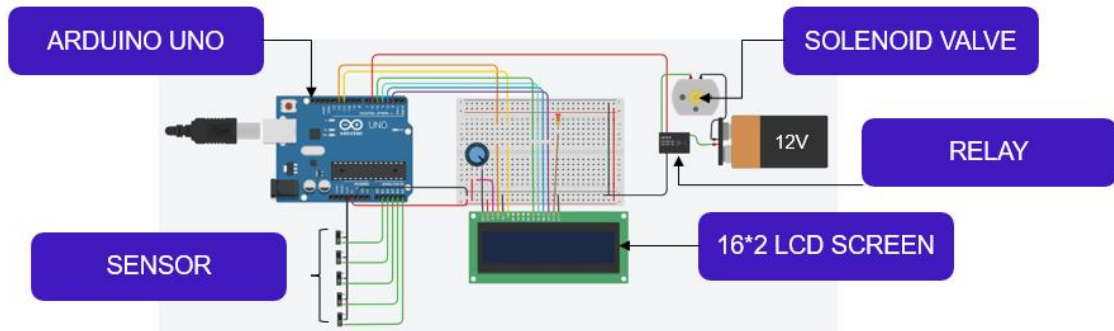 ARDUINO UNO
SOLENOID VALVE
UNO
12V
RELAY
SENSOR
16*2 LCD SCREEN